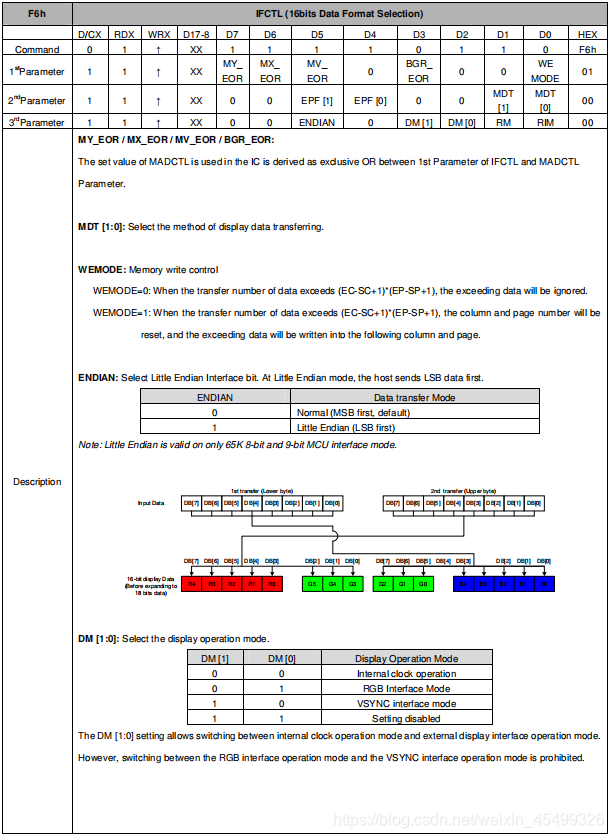 F6h IFCTL (16bits Data Format Selection)
D/CX RDX WRX D17-8 D7 D6 D5 D4 D3 D2 D1 D0 HEX
Command 0 1 ↑ XX 1 1 1 1 0 1 1 0 F6h
1stParameter 1 1 ↑ XX MY_EOR MX_EOR MV_EOR 0 BGR_EOR 0 0 WE MODE 01
2ndParameter 1 1 ↑ XX 0 0 EPF [1] EPF [0] 0 0 MDT [1] MDT [0] 00
3rdParameter 1 1 ↑ XX 0 0 ENDIAN 0 DM [1] DM [0] RM RIM 00
Description
MY_EOR / MX_EOR / MV_EOR / BGR_EOR:
The set value of MADCTL is used in the IC is derived as exclusive OR between 1st Parameter of IFCTL and MADCTL
Parameter.
MDT [1:0]: Select the method of display data transferring.
WEMODE: Memory write control
WEMODE=0: When the transfer number of data exceeds (EC-SC+1)*(EP-SP+1), the exceeding data will be ignored.
WEMODE=1: When the transfer number of data exceeds (EC-SC+1)*(EP-SP+1), the column and page number will be
reset, and the exceeding data will be written into the following column and page.
ENDIAN: Select Little Endian Interface bit. At Little Endian mode, the host sends LSB data first.
ENDIAN Data transfer Mode
0 Normal (MSB first, default)
1 Little Endian (LSB first)
Note: Little Endian is valid on only 65K 8-bit and 9-bit MCU interface mode.
1st transfer (Lower byte) 2nd transfer (Upper byte)
Input Data DB[7] DB[6] DB[5] DB[4] DB[3] DB[2] DB[1] DB[0] DB[7] DB[6] DB[5] DB[4] DB[3] DB[2] DB[1] DB[0]
DB[7] DB[6] DB[5] DB[4] DB[3] DB[2] DB[1] DB[0] DB[7] DB[6] DB[5] DB[4] DB[3] DB[2] DB[1] DB[0]
16-bit display Data
(Before expanding to
18 bits data)
R4 R3 R2 R1 R0 G5 G4 G3 G2 G1 G0
DM [1:0]: Select the display operation mode.
DM [1] DM [0] Display Operation Mode
0 0 Internal clock operation
0 1 RGB Interface Mode
1 0 VSYNC interface mode
1 1 Setting disabled
The DM [1:0] setting allows switching between internal clock operation mode and external display interface operation mode.
However, switching between the RGB interface operation mode and the VSYNC interface operation mode is prohibited.
https://blog.csdn.net/weixin_45499326